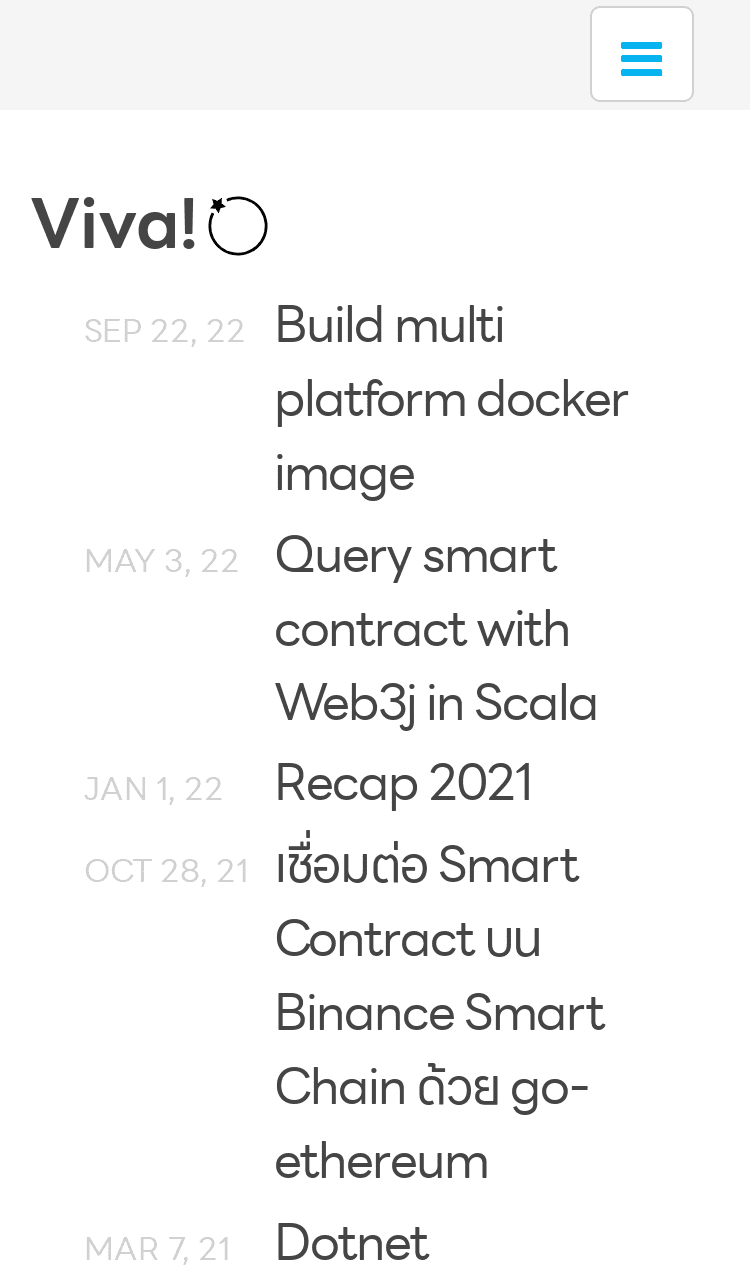 Viva!
SEP 22, 22 Build multi
platform docker
image
MAY 3, 22 Query smart
contract with
Web3j in Scala
JAN 1, 22 Recap 2021
OCT 28, 21 เชื่อมต่อ Smart
Contract บน
Binance Smart
Chain ด้วย go-
ethereum
MAR 7, 21 Dotnet